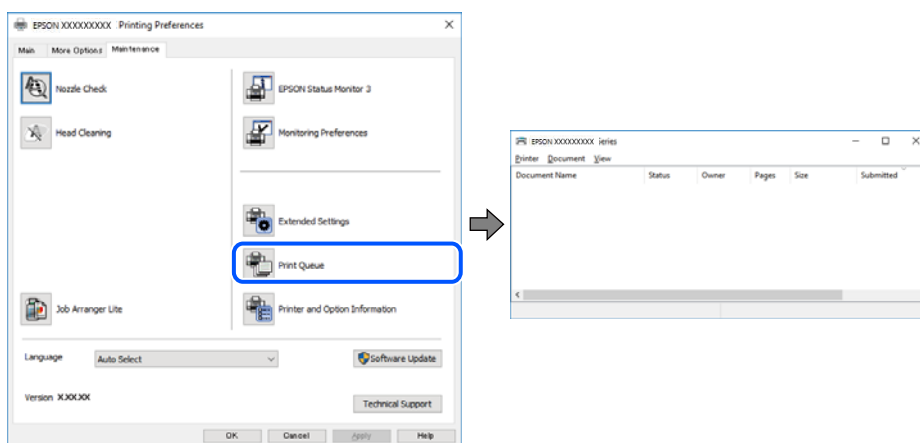 EPSON XXXXXXXXX Printing Preferences
Main More Options Maintenance
Nozzle Check
Head Cleaning
Job Arranger Lite
EPSON Status Monitor 3
Monitoring Preferences
Extended Settings
Print Queue
Printer and Option Information
Language Auto Select Software Update
Version X.XX.XX
Technical Support
OK Cancel Apply Help
EPSON XXXXXXXXX ieries
Printer Document View
Document Name Status Owner Pages Size Submitted